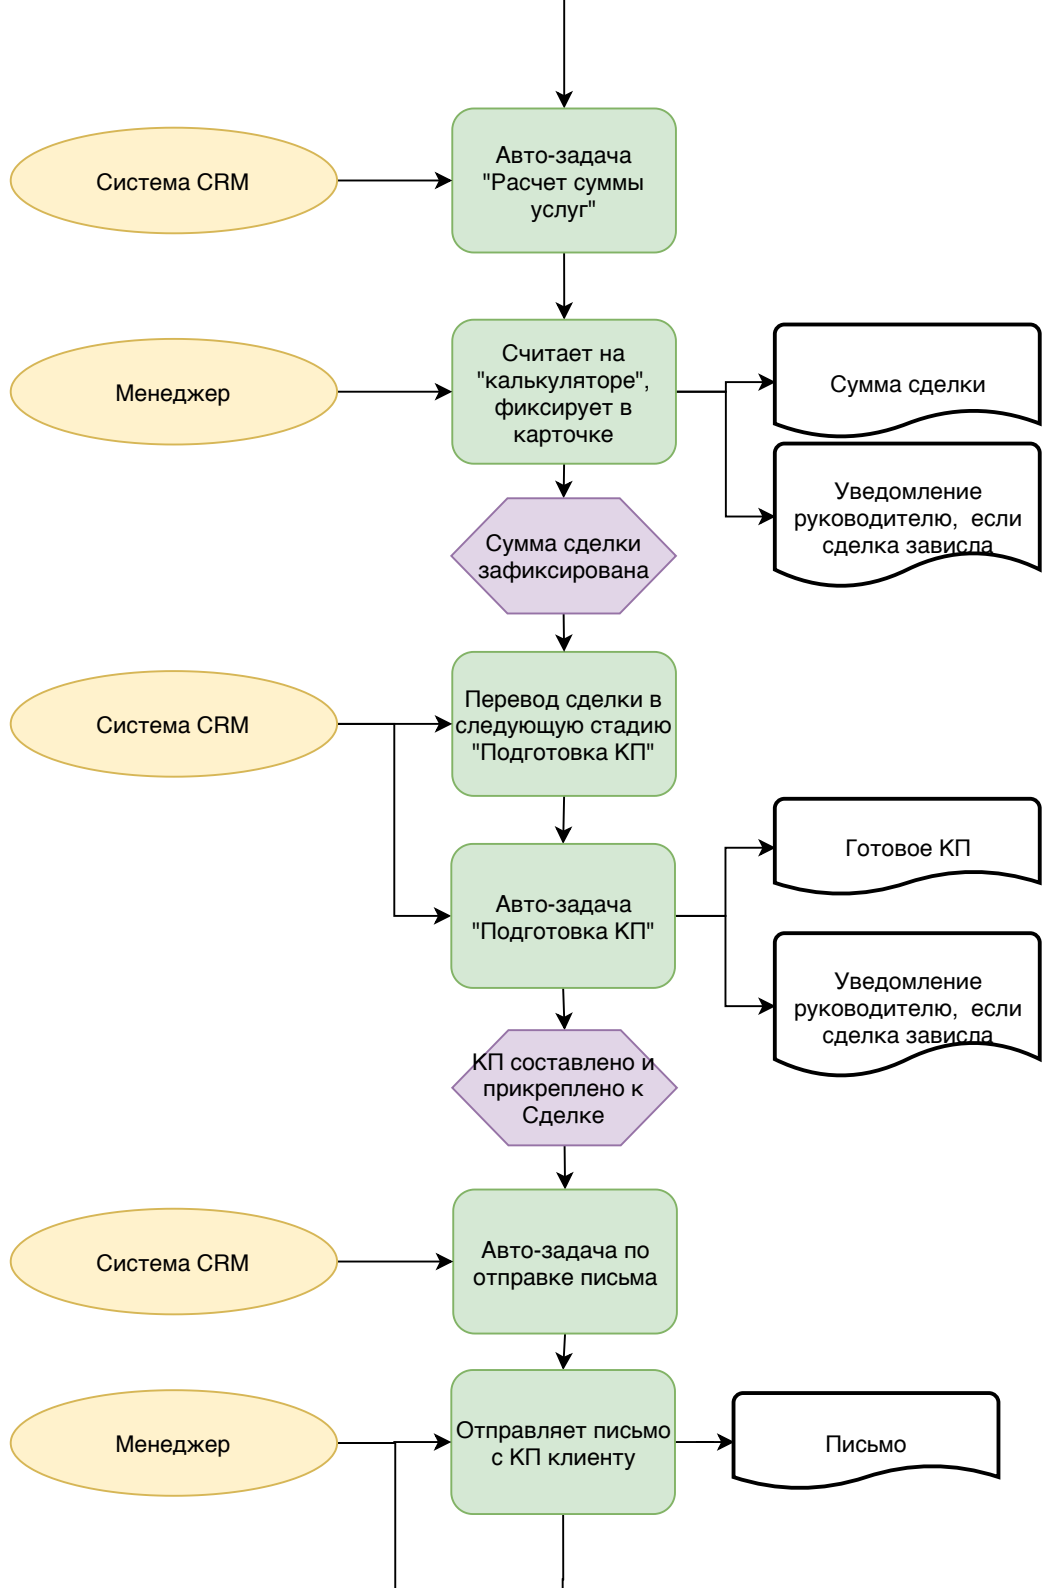 Система CRM
Авто-задача
"Расчет суммы
услуг"
Менеджер
Считает на
"калькуляторе",
фиксирует в
карточке
Сумма сделки
Уведомление
руководителю,  если
сделка зависла
Сумма сделки
зафиксирована
Система CRM
Перевод сделки в
следующую стадию
"Подготовка КП"
Авто-задача
"Подготовка КП"
Готовое КП
Уведомление
руководителю,  если
сделка зависла
КП составлено и
прикреплено к
Сделке
Система CRM
Авто-задача по
отправке письма
Менеджер
Отправляет письмо
с КП клиенту
Письмо